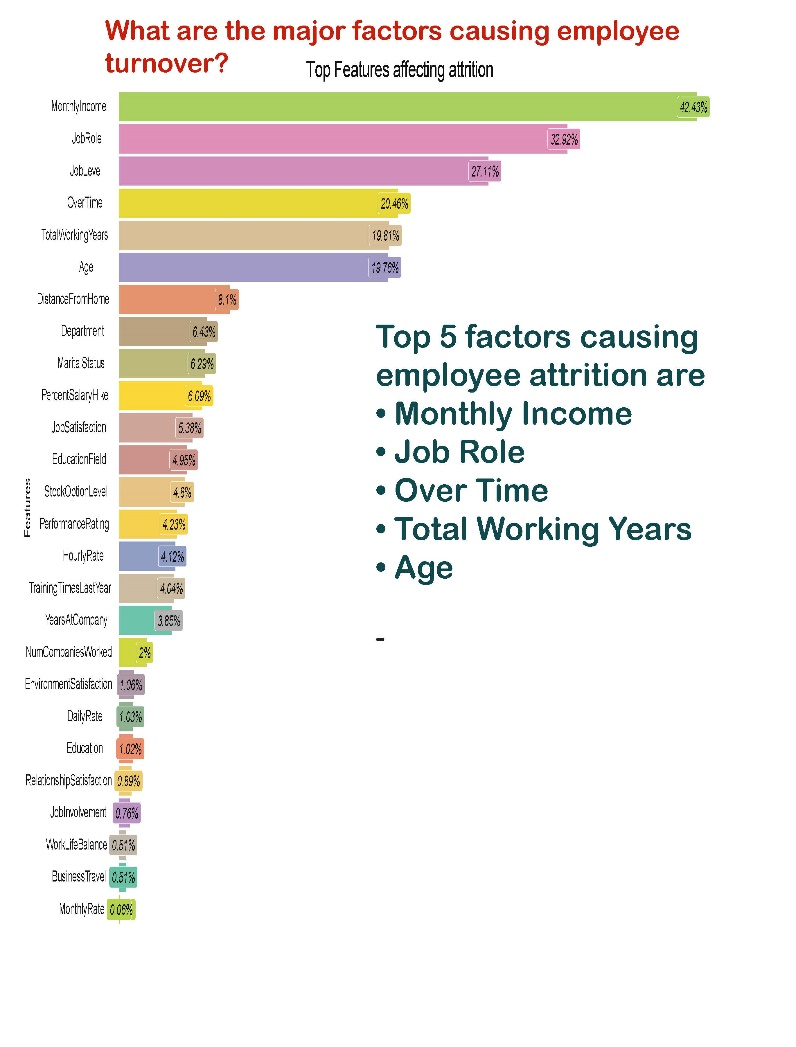 What are the major factors causing employee
turnover?
Top Features affecting attrition
MonthlyIncome 42.43%
JobRole 32.92%
JobLevel 27.11%
OverTime 20.46%
TotalWorkingYears 19.81%
Age 19.76%
DistanceFromHome 8.1%
Department 6.43%
MaritalStatus 6.29%
PercentSalaryHike 6.09%
JobSatisfaction 5.38%
EducationField 4.95%
StockOptionLevel 4.8%
PerformanceRating 4.23%
HourlyRate 4.12%
TrainingTimesLastYear 4.04%
YearsAtCompany 3.85%
NumCompaniesWorked 2%
EnvironmentSatisfaction 1.06%
DailyRate 1.03%
Education 1.02%
RelationshipSatisfaction 0.89%
JobInvolvement 0.76%
WorkLifeBalance 0.51%
BusinessTravel 0.51%
MonthlyRate 0.06%
Features
Top 5 factors causing
employee attrition are
• Monthly Income
• Job Role
• Over Time
• Total Working Years
• Age
-